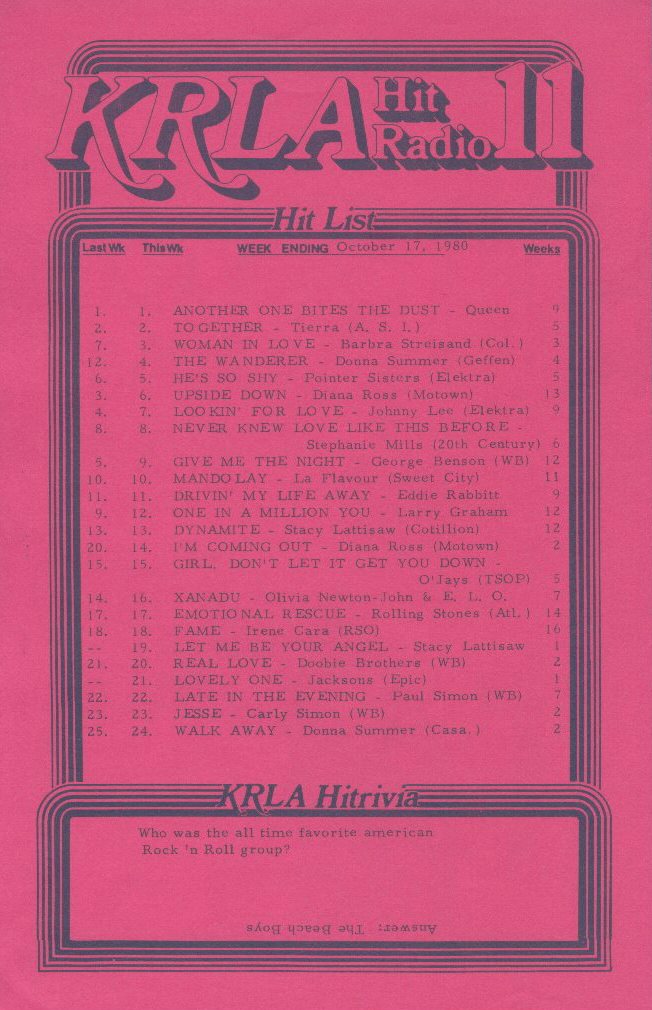 KRLA Hit Radio 11
Hit List
Last Wk This Wk WEEK ENDING October 17, 1980 Weeks
1. 1. ANOTHER ONE BITES THE DUST - Queen 9
2. 2. TOGETHER - Tierra (A. S. I.) 5
7. 3. WOMAN IN LOVE - Barbra Streisand (Col.) 3
12. 4. THE WANDERER - Donna Summer (Geffen) 4
6. 5. HE'S SO SHY - Pointer Sisters (Elektra) 5
3. 6. UPSIDE DOWN - Diana Ross (Motown) 13
4. 7. LOOKIN' FOR LOVE - Johnny Lee (Elektra) 9
8. 8. NEVER KNEW LOVE LIKE THIS BEFORE -
Stephanie Mills (20th Century) 6
5. 9. GIVE ME THE NIGHT - George Benson (WB) 12
10. 10. MANDOLAY - La Flavour (Sweet City) 11
11. 11. DRIVIN' MY LIFE AWAY - Eddie Rabbitt 9
9. 12. ONE IN A MILLION YOU - Larry Graham 12
13. 13. DYNAMITE - Stacy Lattisaw (Cotillion) 12
20. 14. I'M COMING OUT - Diana Ross (Motown) 2
15. 15. GIRL, DON'T LET IT GET YOU DOWN -
O'Jays (TSOP) 5
14. 16. XANADU - Olivia Newton-John & E. L. O. 7
17. 17. EMOTIONAL RESCUE - Rolling Stones (Atl.) 14
18. 18. FAME - Irene Cara (RSO) 16
-- 19. LET ME BE YOUR ANGEL - Stacy Lattisaw 1
21. 20. REAL LOVE - Doobie Brothers (WB) 2
-- 21. LOVELY ONE - Jacksons (Epic) 1
22. 22. LATE IN THE EVENING - Paul Simon (WB) 7
23. 23. JESSE - Carly Simon (WB) 2
25. 24. WALK AWAY - Donna Summer (Casa.) 2
KRLA Hitrivia
Who was the all time favorite american
Rock 'n Roll group?
Answer: The Beach Boys